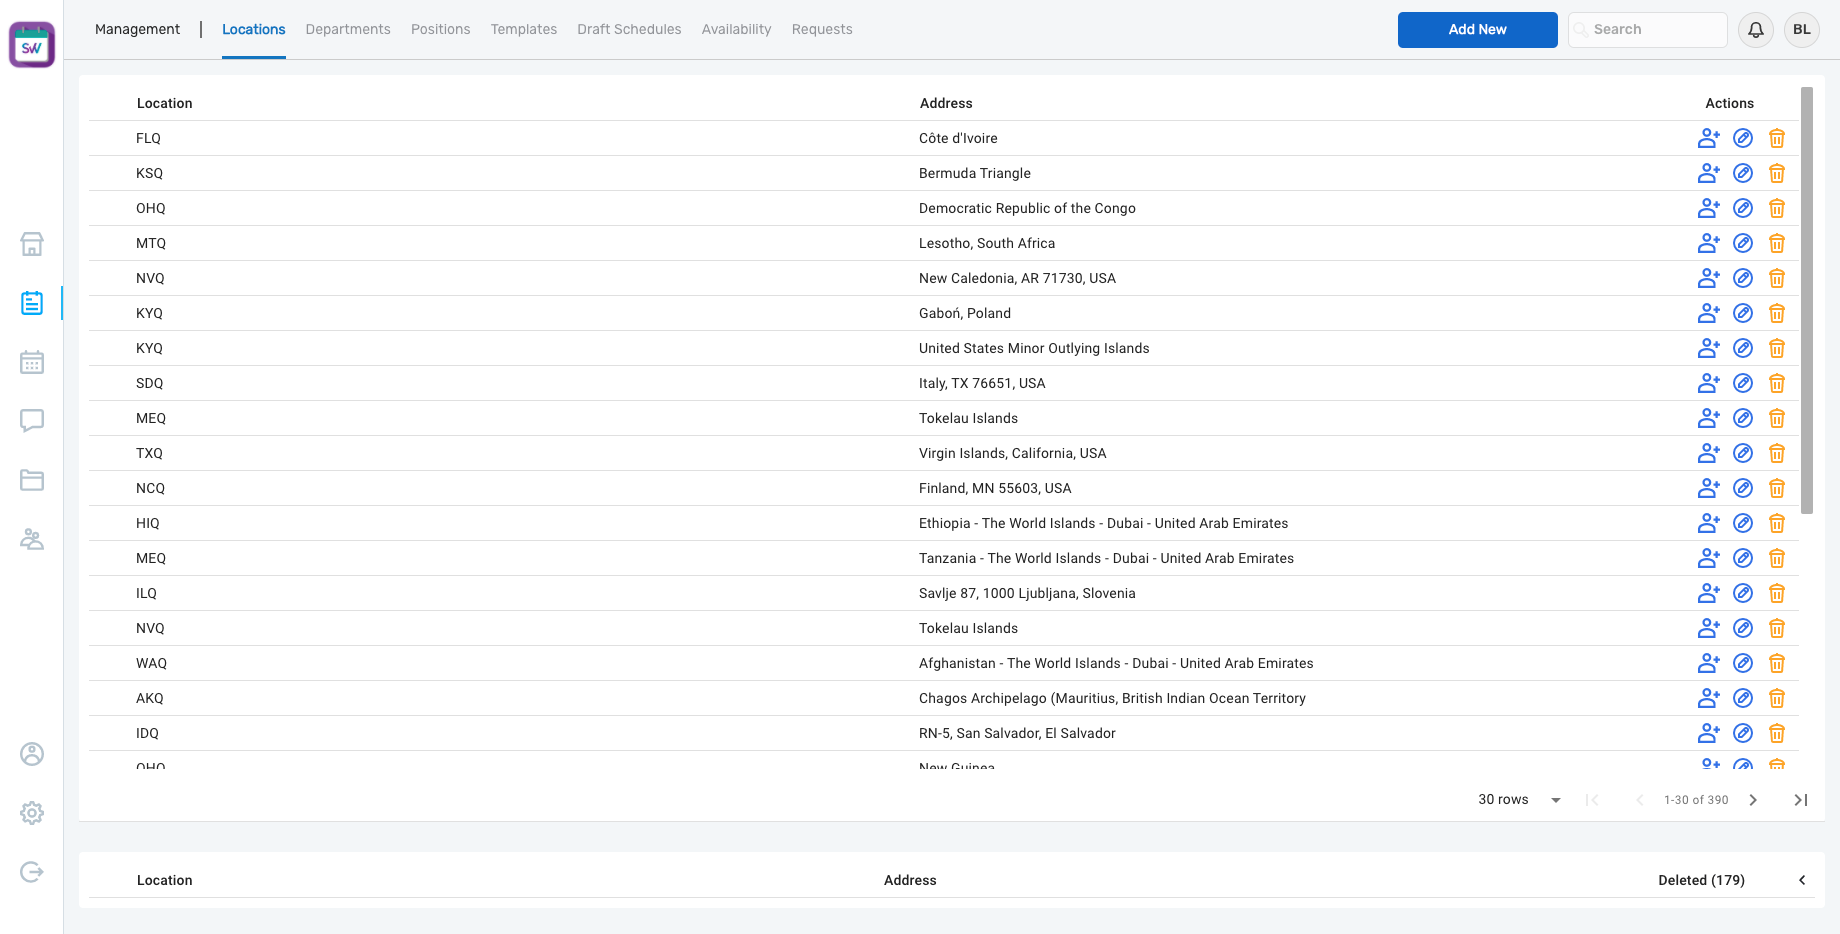 SW
Management | Locations Departments Positions Templates Draft Schedules Availability Requests Add New Search BL
Location Address Actions
FLQ Côte d'Ivoire
KSQ Bermuda Triangle
OHQ Democratic Republic of the Congo
MTQ Lesotho, South Africa
NVQ New Caledonia, AR 71730, USA
KYQ Gaboń, Poland
KYQ United States Minor Outlying Islands
SDQ Italy, TX 76651, USA
MEQ Tokelau Islands
TXQ Virgin Islands, California, USA
NCQ Finland, MN 55603, USA
HIQ Ethiopia - The World Islands - Dubai - United Arab Emirates
MEQ Tanzania - The World Islands - Dubai - United Arab Emirates
ILQ Savlje 87, 1000 Ljubljana, Slovenia
NVQ Tokelau Islands
WAQ Afghanistan - The World Islands - Dubai - United Arab Emirates
AKQ Chagos Archipelago (Mauritius, British Indian Ocean Territory
IDQ RN-5, San Salvador, El Salvador
New Guinea
30 rows 1-30 of 390
Location Address Deleted (179)